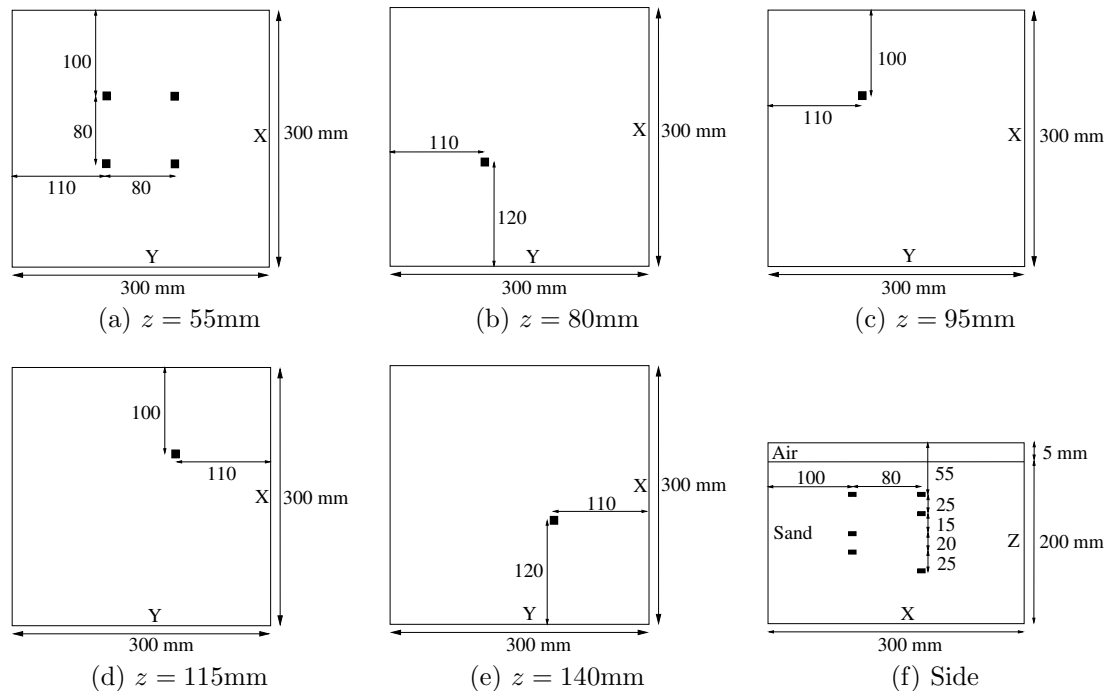 100
80
X
300 mm
110
80
Y
300 mm
(a) z = 55mm
110
X
300 mm
120
Y
300 mm
(b) z = 80mm
100
110
X
300 mm
Y
300 mm
(c) z = 95mm
100
110
X
300 mm
Y
300 mm
(d) z = 115mm
X
300 mm
110
120
Y
300 mm
(e) z = 140mm
Air
5 mm
100
80
55
25
15
Sand
Z
200 mm
20
25
X
300 mm
(f) Side